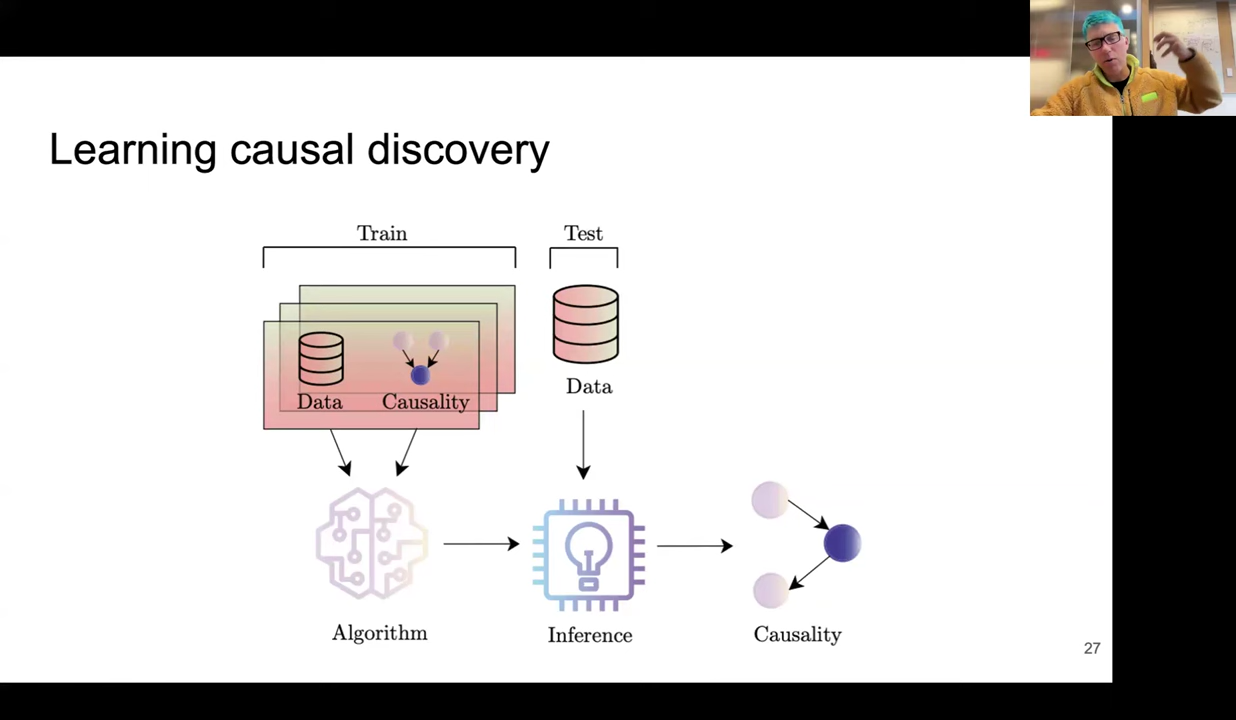 Learning causal discovery
Train
Test
Data
Causality
Data
Algorithm
Inference
Causality
27